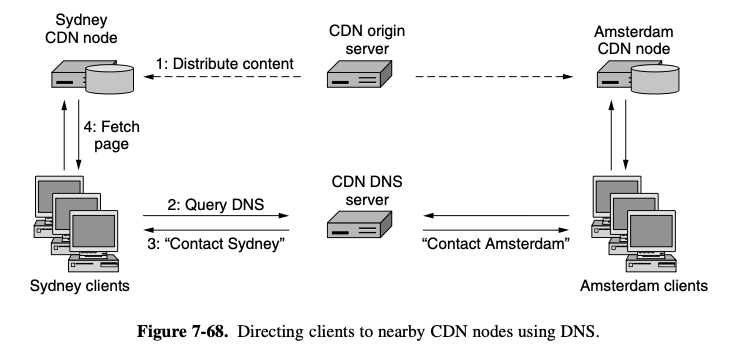 Sydney
CDN node
CDN origin
server
Amsterdam
CDN node
1: Distribute content
4: Fetch
page
CDN DNS
server
2: Query DNS
3: “Contact Sydney”
“Contact Amsterdam”
Sydney clients
Amsterdam clients
Figure 7-68. Directing clients to nearby CDN nodes using DNS.